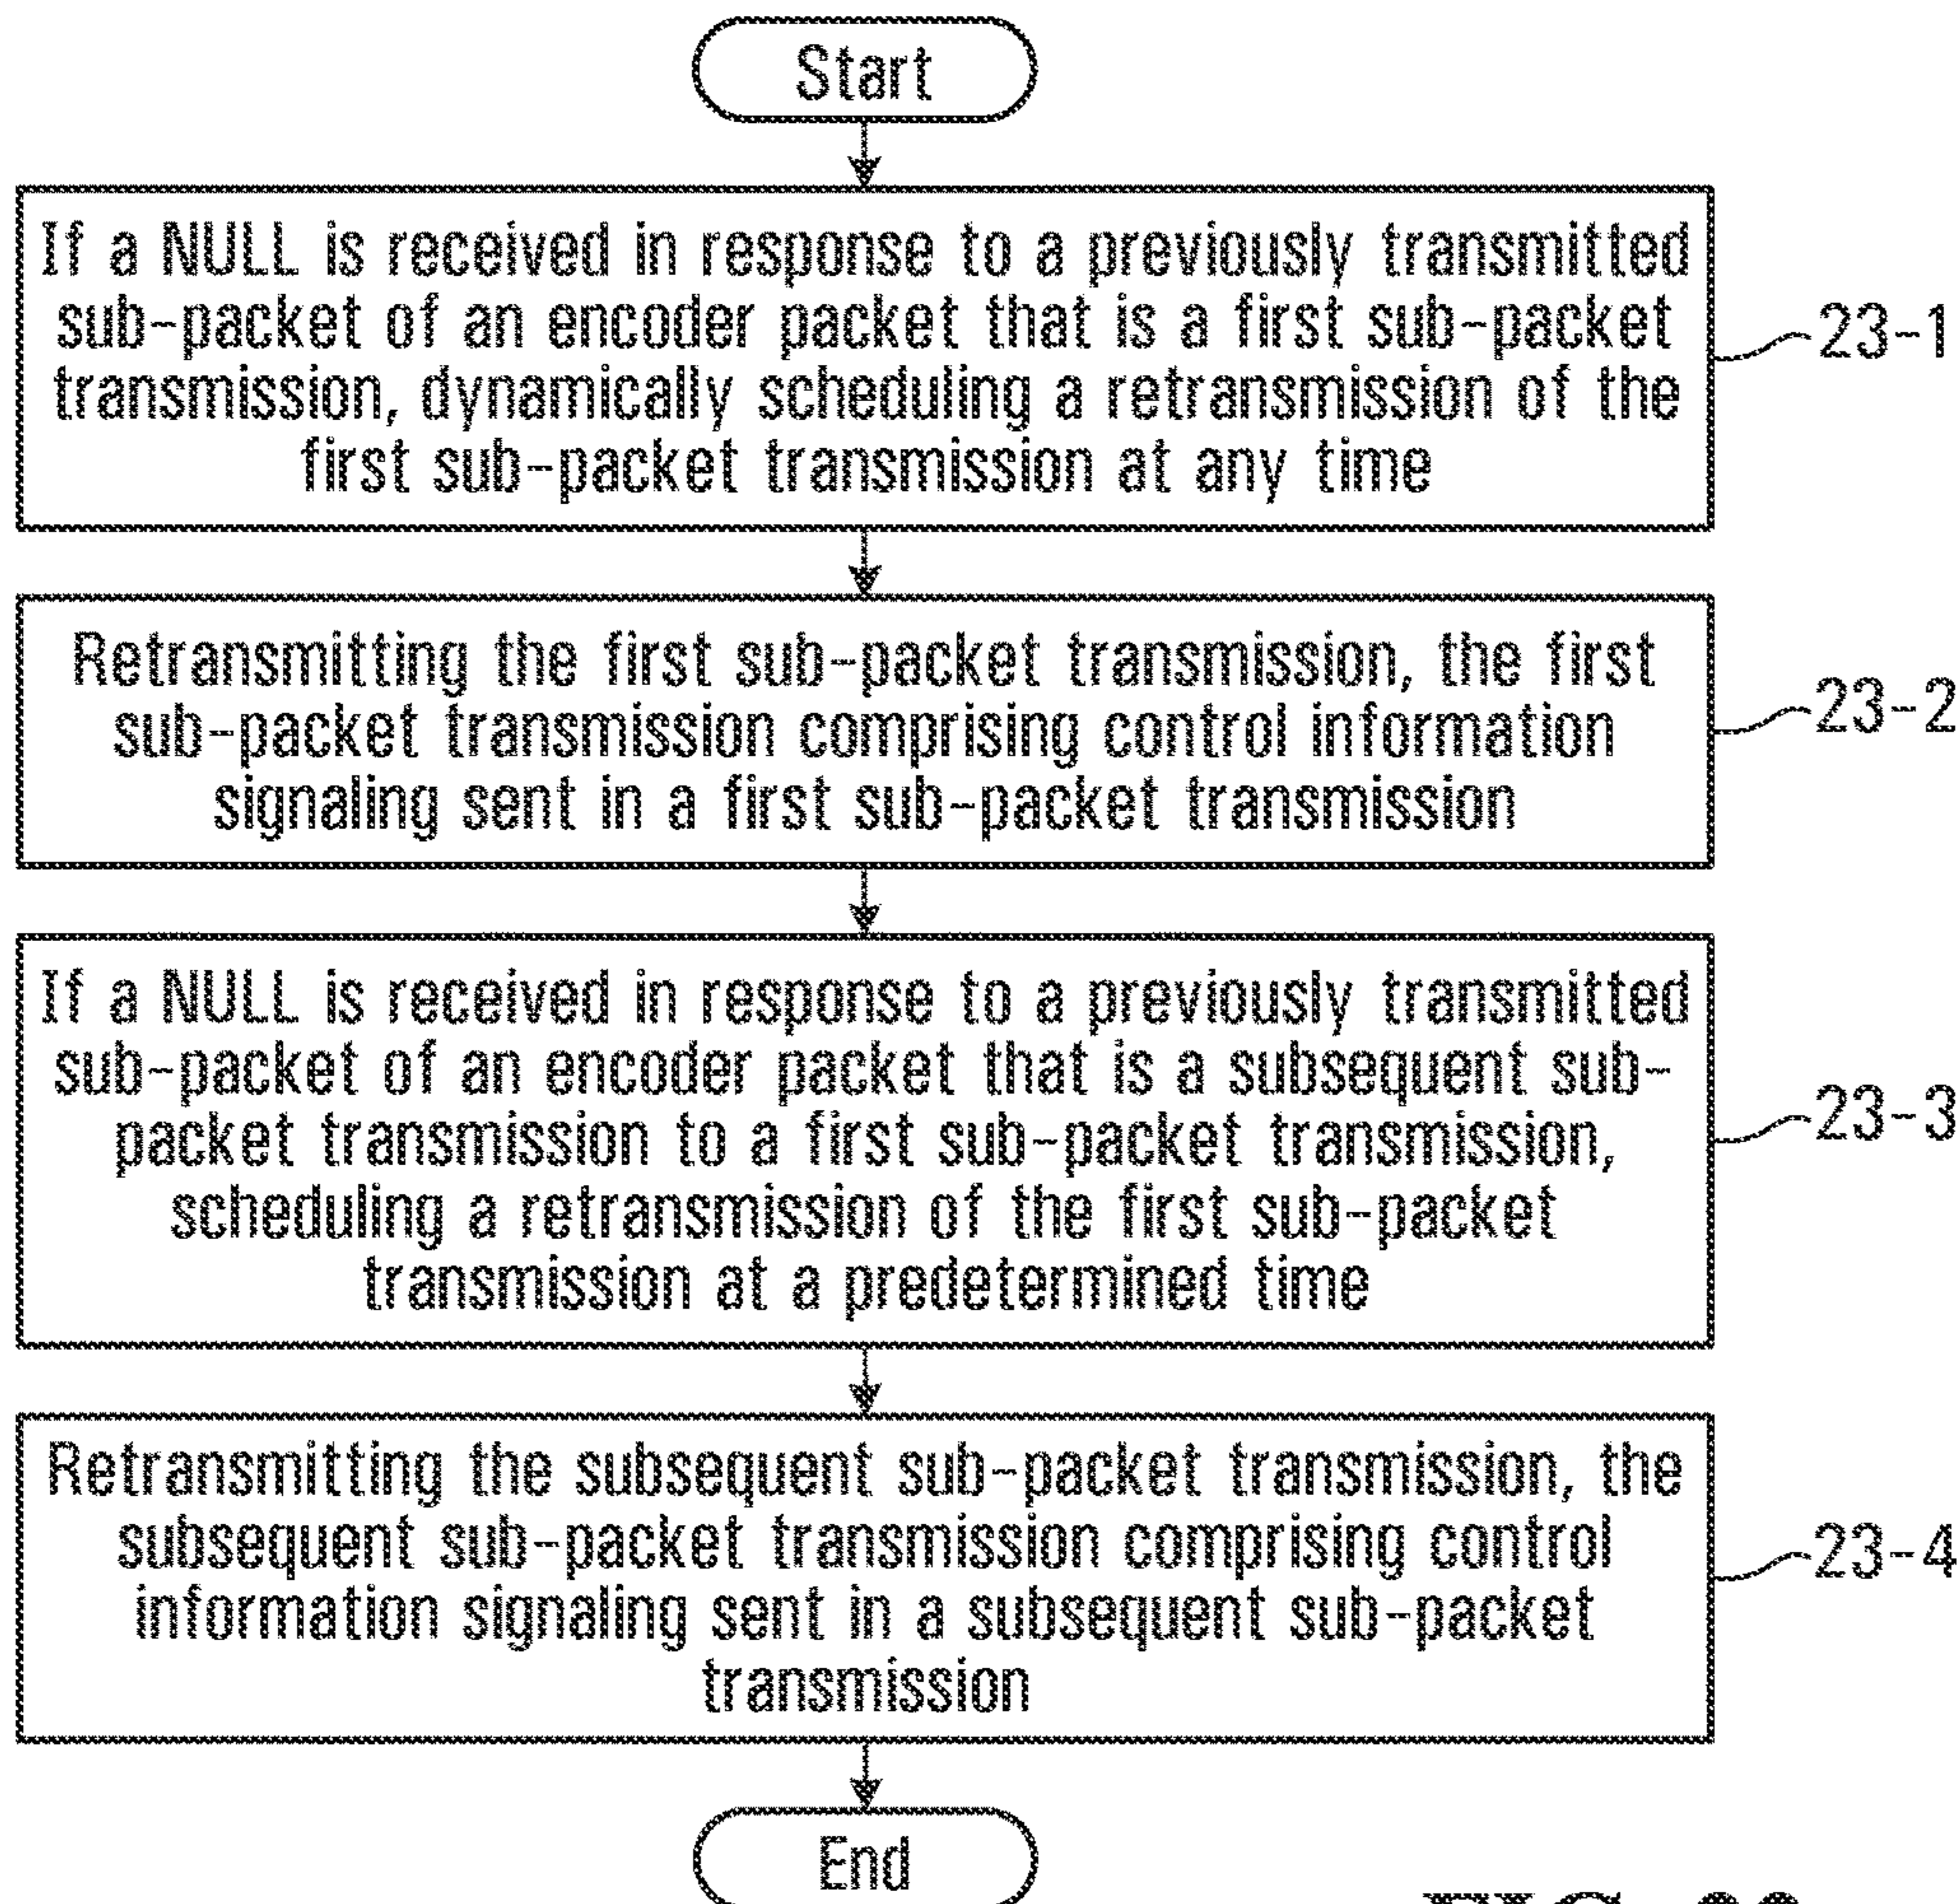 Start
If a NULL is received in response to a previously transmitted
sub-packet of an encoder packet that is a first sub-packet
transmission, dynamically scheduling a retransmission of the
first sub-packet transmission at any time
23-1
Retransmitting the first sub-packet transmission, the first
sub-packet transmission comprising control information
signaling sent in a first sub-packet transmission
23-2
If a NULL is received in response to a previously transmitted
sub-packet of an encoder packet that is a subsequent sub-
packet transmission to a first sub-packet transmission,
scheduling a retransmission of the first sub-packet
transmission at a predetermined time
23-3
Retransmitting the subsequent sub-packet transmission, the
subsequent sub-packet transmission comprising control
information signaling sent in a subsequent sub-packet
transmission
23-4
End